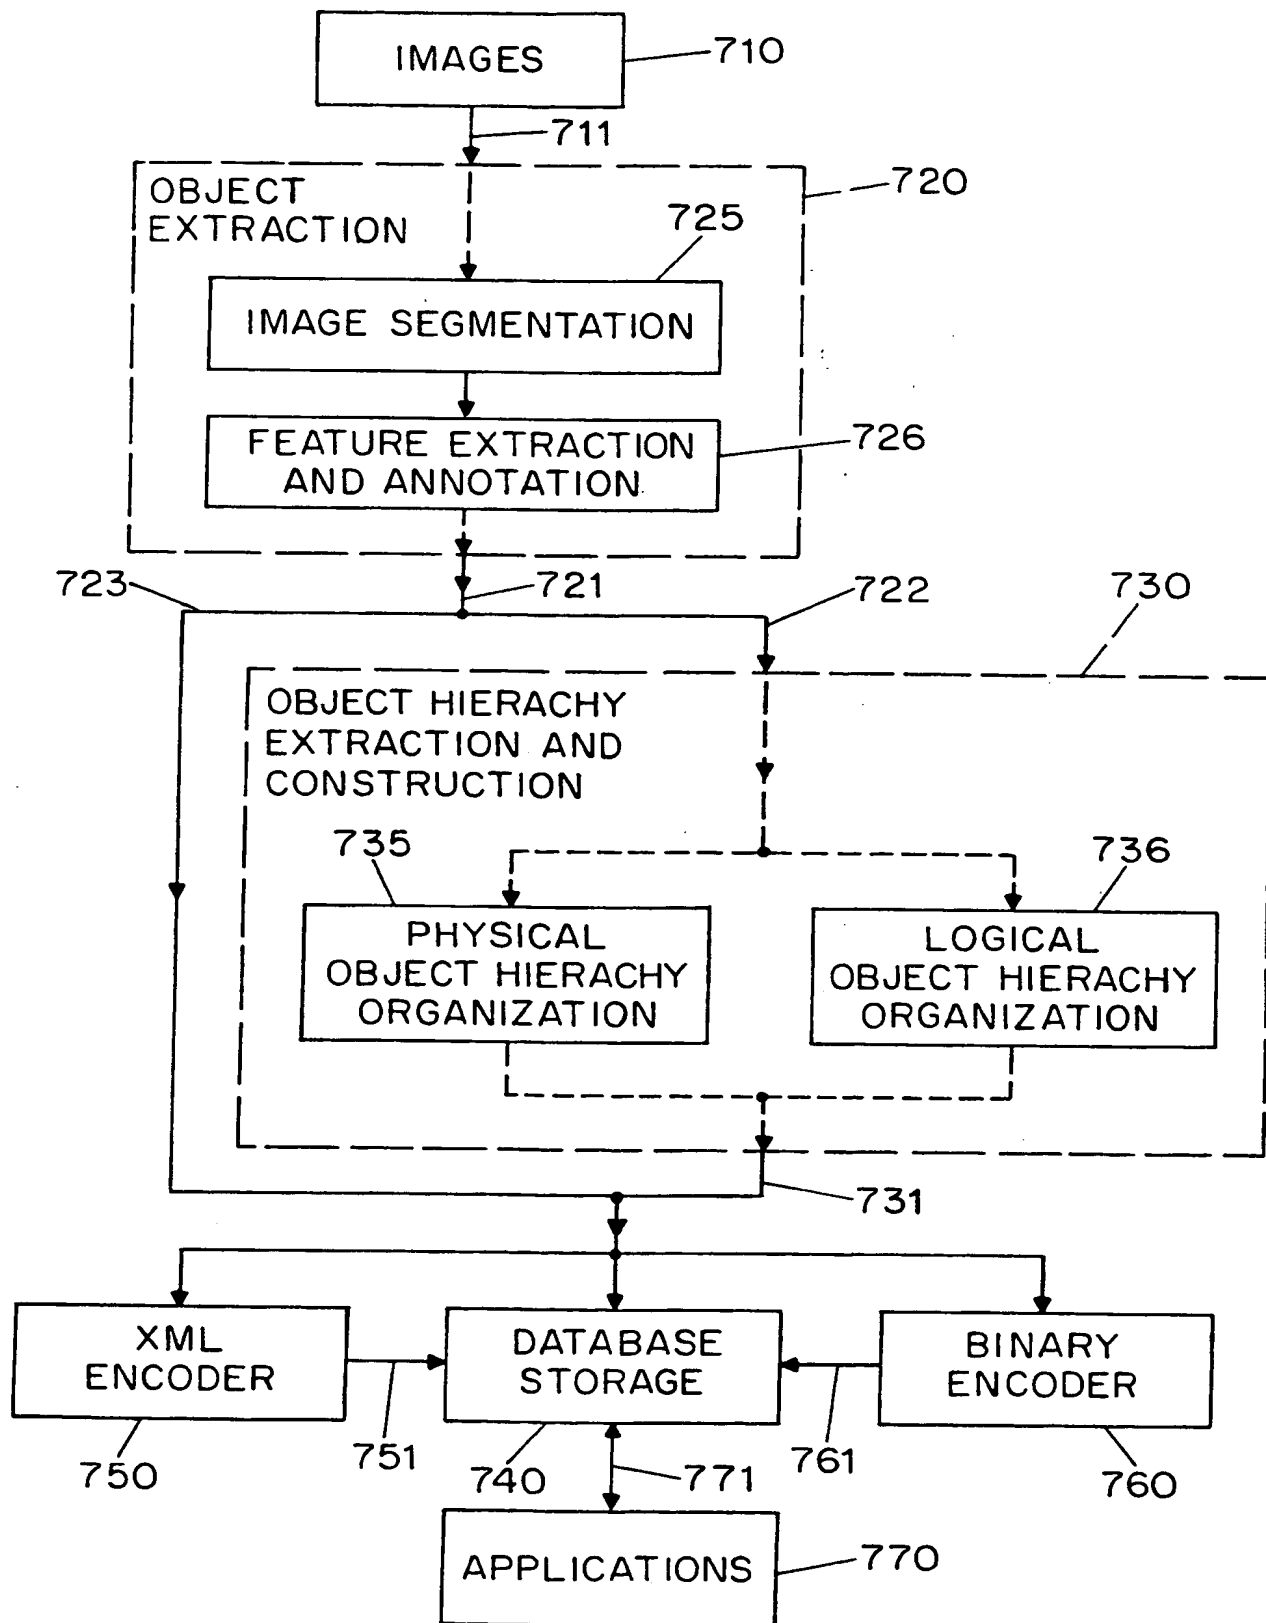 IMAGES
710
711
OBJECT
EXTRACTION
720
725
IMAGE SEGMENTATION
FEATURE EXTRACTION
AND ANNOTATION
726
723
721
722
730
OBJECT HIERACHY
EXTRACTION AND
CONSTRUCTION
735
736
PHYSICAL
OBJECT HIERACHY
ORGANIZATION
LOGICAL
OBJECT HIERACHY
ORGANIZATION
731
XML
ENCODER
DATABASE
STORAGE
BINARY
ENCODER
750
751
740
771
761
760
APPLICATIONS
770